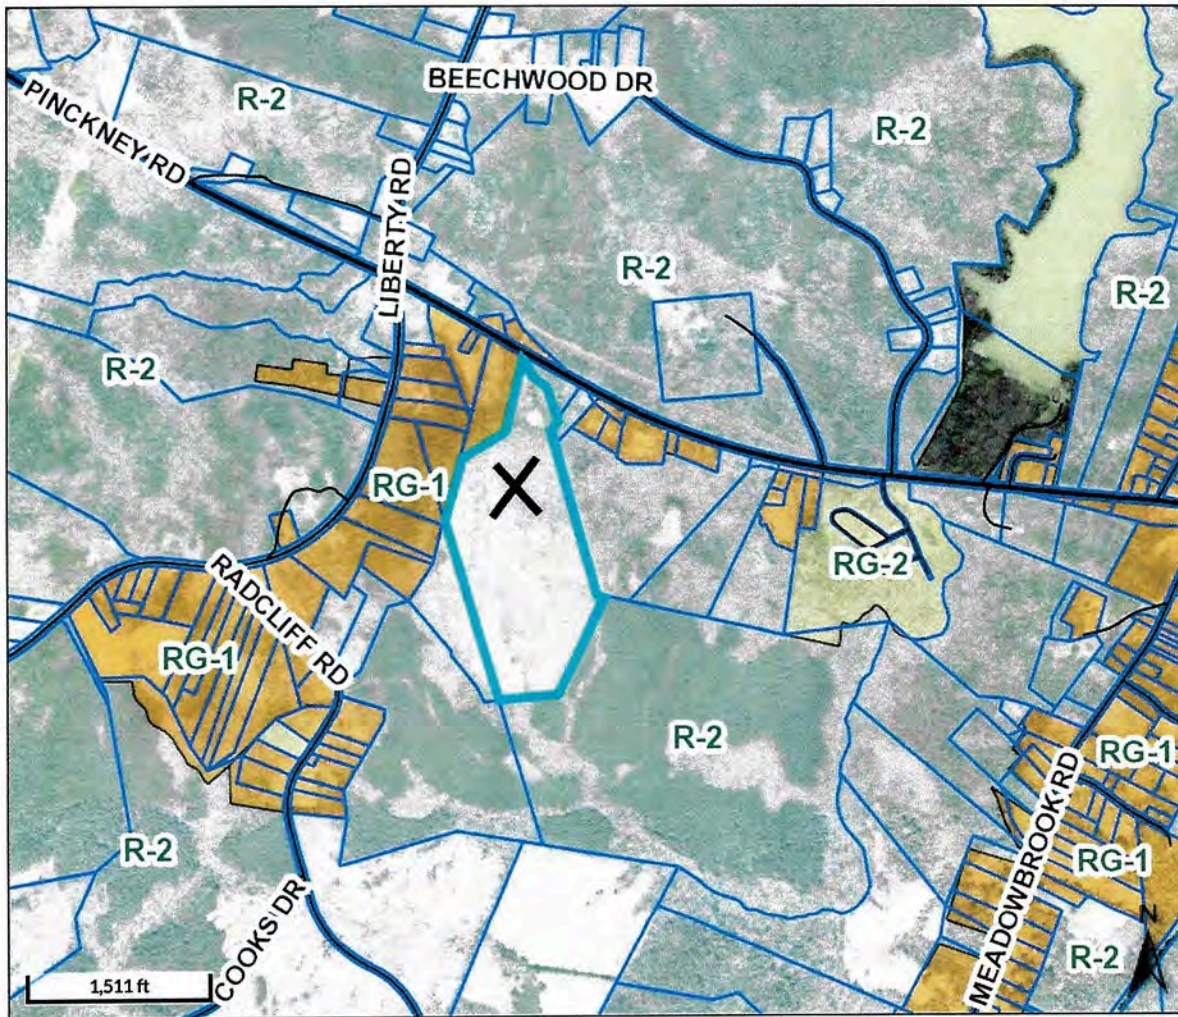 BEECHWOOD DR
R-2
R-2
PINCKNEY RD
LIBERTY RD
R-2
R-2
R-2
RG-1
X
RG-2
RADCLIFF RD
RG-1
R-2
RG-1
MEADOWBROOK RD
R-2
RG-1
COOKS DR
N
R-2
1,511 ft